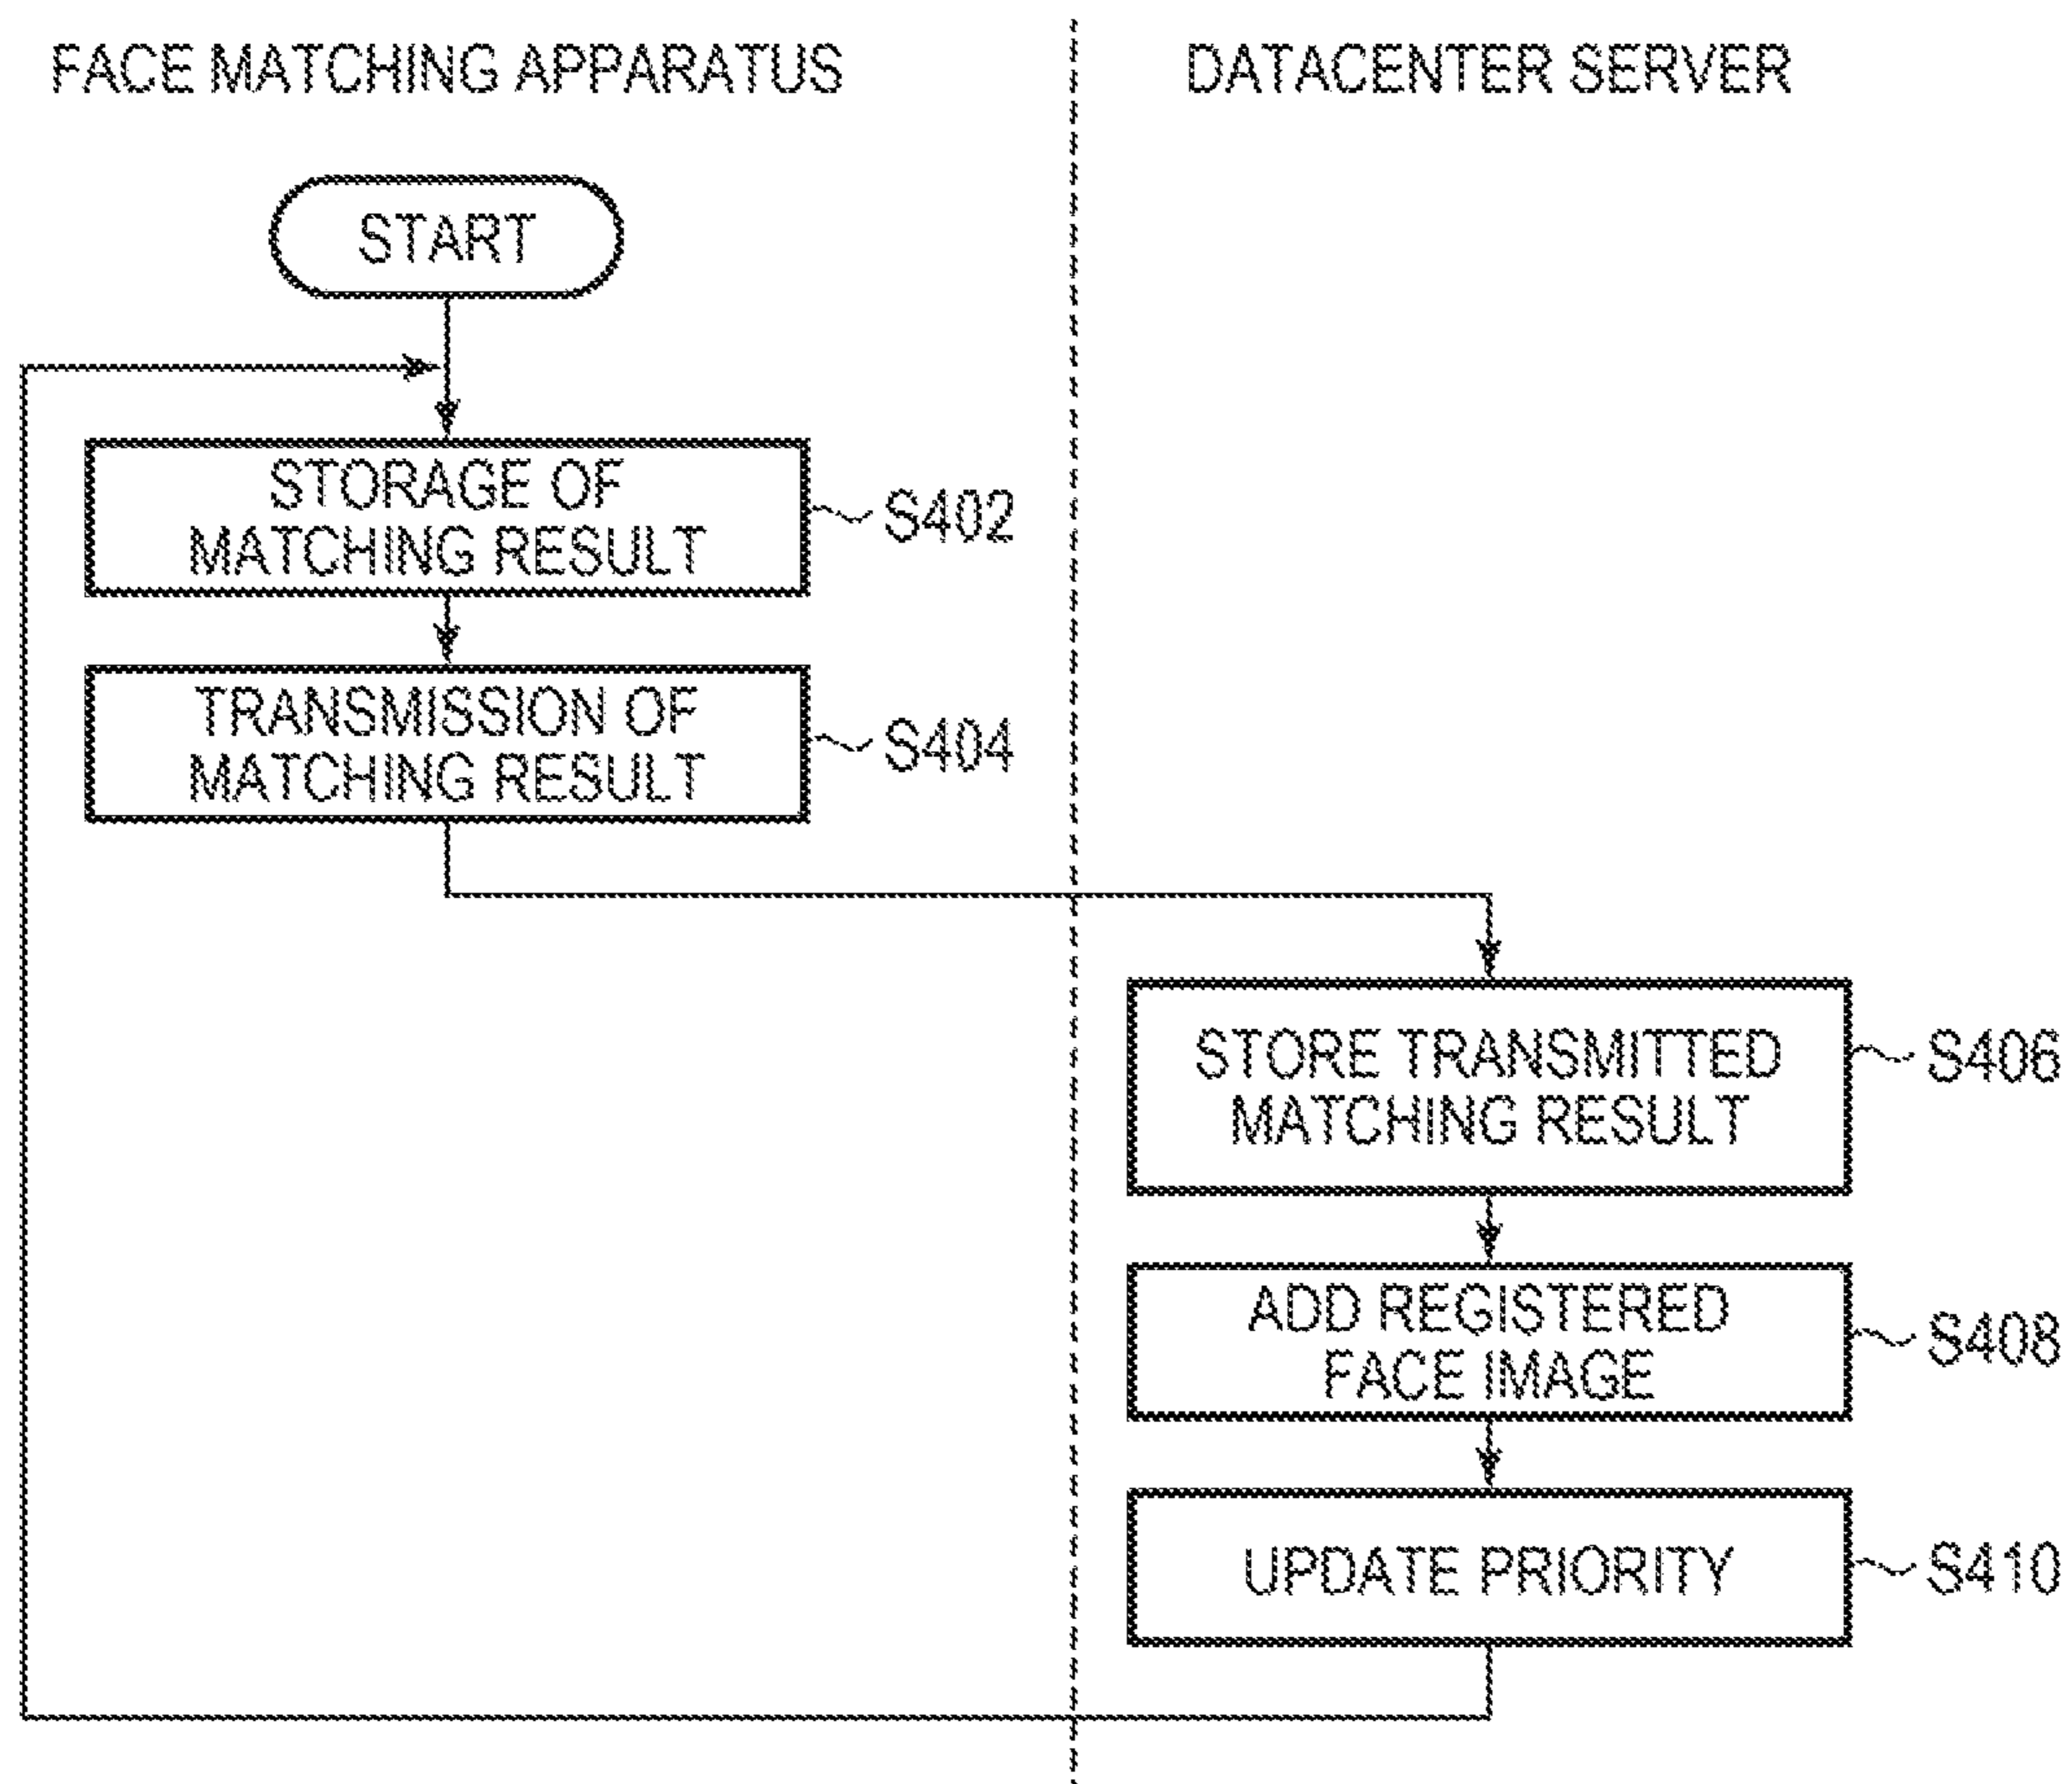 FACE MATCHING APPARATUS
DATACENTER SERVER
START
STORAGE OF
MATCHING RESULT
S402
TRANSMISSION OF
MATCHING RESULT
S404
STORE TRANSMITTED
MATCHING RESULT
S406
ADD REGISTERED
FACE IMAGE
S408
UPDATE PRIORITY
S410